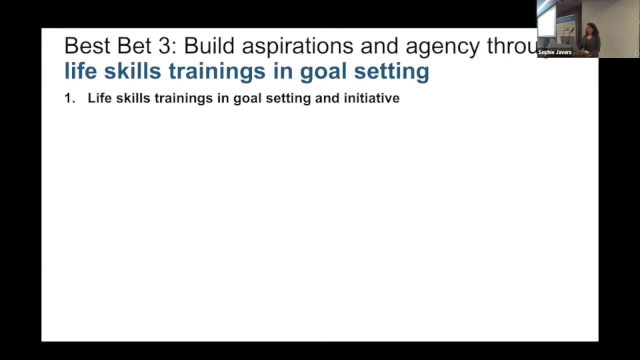 Best Bet 3: Build aspirations and agency throu
life skills trainings in goal setting
1. Life skills trainings in goal setting and initiative
Sophie Javers